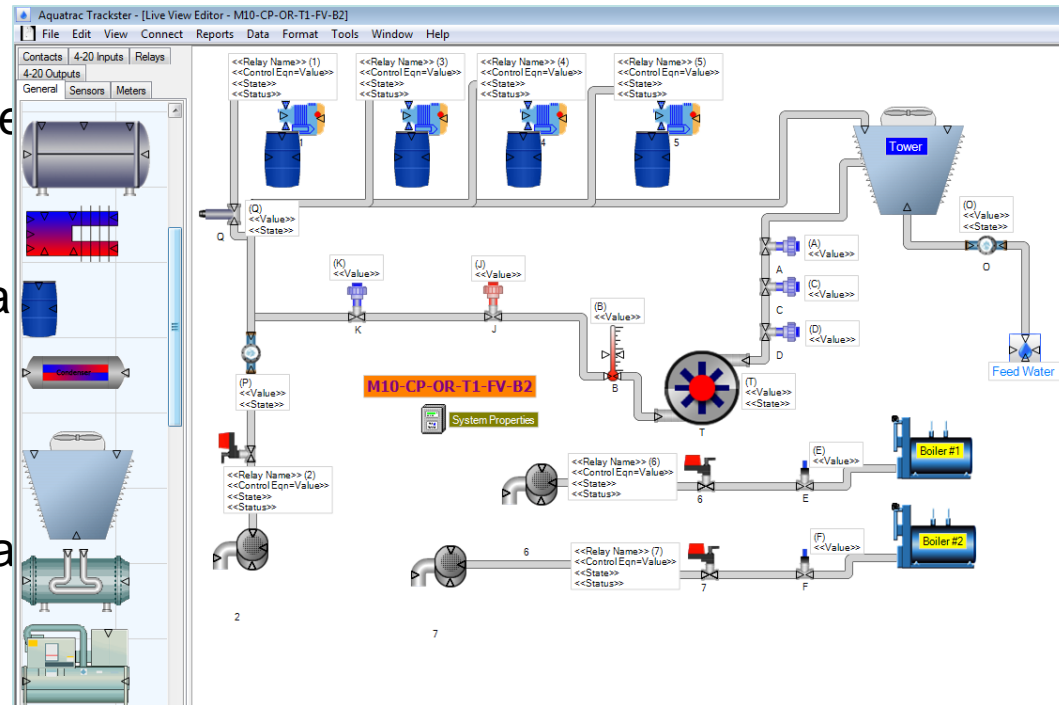 Aquatrac Trackster - [Live View Editor - M10-CP-OR-T1-FV-B2]
File Edit View Connect Reports Data Format Tools Window Help
Contacts 4-20 Inputs Relays
4-20 Outputs
General Sensors Meters
e
a
a
Condenser
<<Relay Name>> (1)
<<Control Eqn=Value>>
<<State>>
<<Status>>
1
<<Relay Name>> (3)
<<Control Eqn=Value>>
<<State>>
<<Status>>
<<Relay Name>> (4)
<<Control Eqn=Value>>
<<State>>
<<Status>>
4
<<Relay Name>> (5)
<<Control Eqn=Value>>
<<State>>
<<Status>>
5
Tower
(Q)
<<Value>>
<<State>>
Q
(O)
<<Value>>
<<State>>
O
(A)
<<Value>>
A
(C)
<<Value>>
C
(D)
<<Value>>
D
(K)
<<Value>>
K
(J)
<<Value>>
J
(B)
<<Value>>
B
Feed Water
(P)
<<Value>>
<<State>>
M10-CP-OR-T1-FV-B2
System Properties
(T)
<<Value>>
<<State>>
T
<<Relay Name>> (2)
<<Control Eqn=Value>>
<<State>>
<<Status>>
2
<<Relay Name>> (6)
<<Control Eqn=Value>>
<<State>>
<<Status>>
6
(E)
<<Value>>
E
Boiler #1
6
<<Relay Name>> (7)
<<Control Eqn=Value>>
<<State>>
<<Status>>
7
(F)
<<Value>>
F
Boiler #2
7